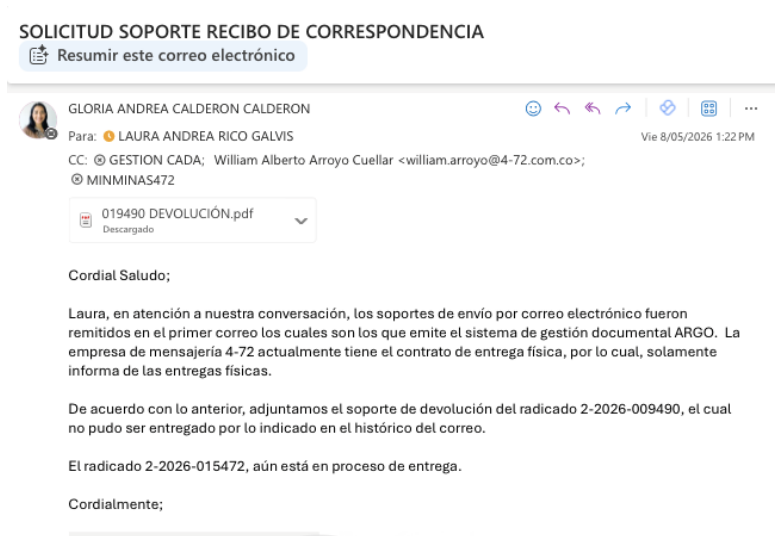 SOLICITUD SOPORTE RECIBO DE CORRESPONDENCIA
Resumir este correo electrónico
GLORIA ANDREA CALDERON CALDERON
Para: LAURA ANDREA RICO GALVIS
Vie 8/05/2026 1:22 PM
CC: GESTION CADA; William Alberto Arroyo Cuellar <william.arroyo@4-72.com.co>;
MINMINAS472
019490 DEVOLUCIÓN.pdf
Descargado
Cordial Saludo;
Laura, en atención a nuestra conversación, los soportes de envío por correo electrónico fueron
remitidos en el primer correo los cuales son los que emite el sistema de gestión documental ARGO. La
empresa de mensajería 4-72 actualmente tiene el contrato de entrega física, por lo cual, solamente
informa de las entregas físicas.
De acuerdo con lo anterior, adjuntamos el soporte de devolución del radicado 2-2026-009490, el cual
no pudo ser entregado por lo indicado en el histórico del correo.
El radicado 2-2026-015472, aún está en proceso de entrega.
Cordialmente;